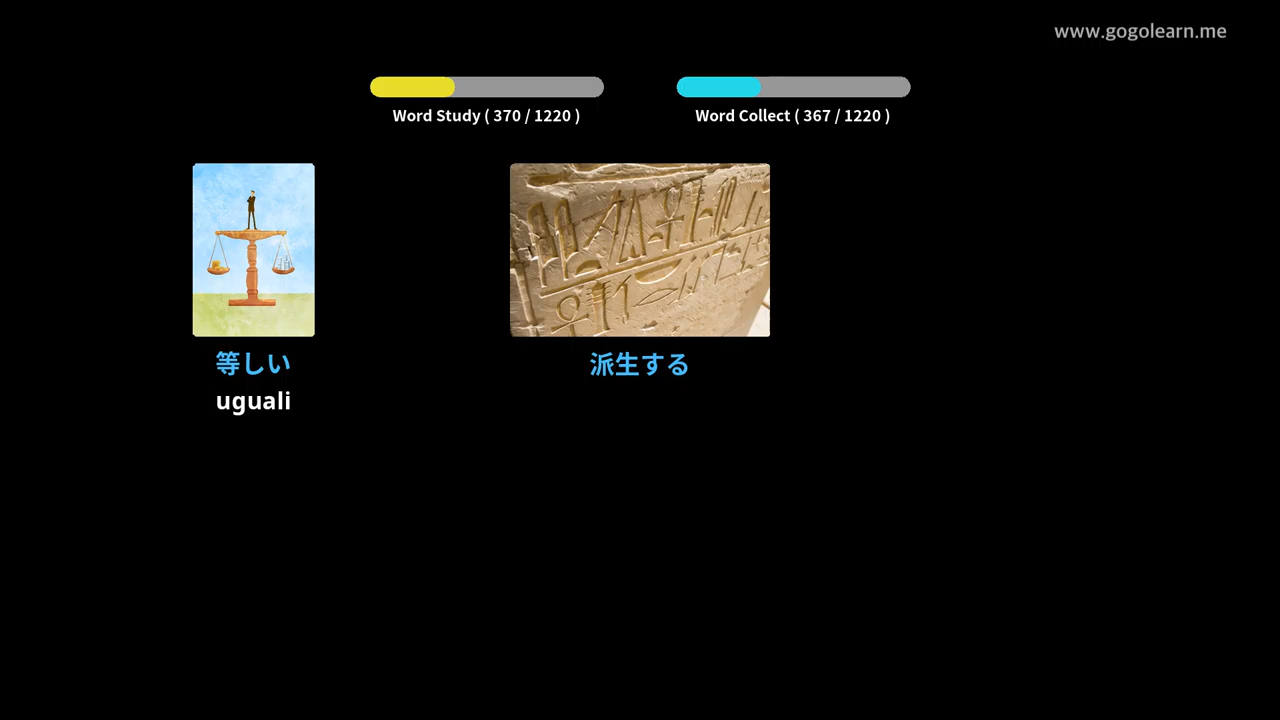 www.gogolearn.me
Word Study ( 370 / 1220 )
Word Collect ( 367 / 1220 )
等しい
uguali
派生する